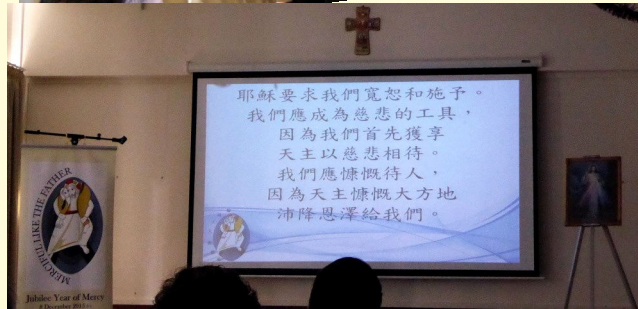 耶穌要求我們寬恕和施予。
我們應成為慈悲的工具，
因為我們首先獲享
天主以慈悲相待。
我們應慷慨待人，
因為天主慷慨大方地
沛降恩澤給我們。
MERCIFUL LIKE THE FATHER
Jubilee Year of Mercy
8 December 2015